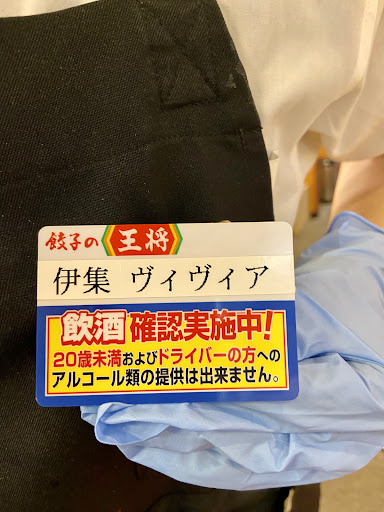 餃子の王将
伊集 ヴィヴィア
飲酒確認実施中!
20歳未満およびドライバーの方への
アルコール類の提供は出来ません。